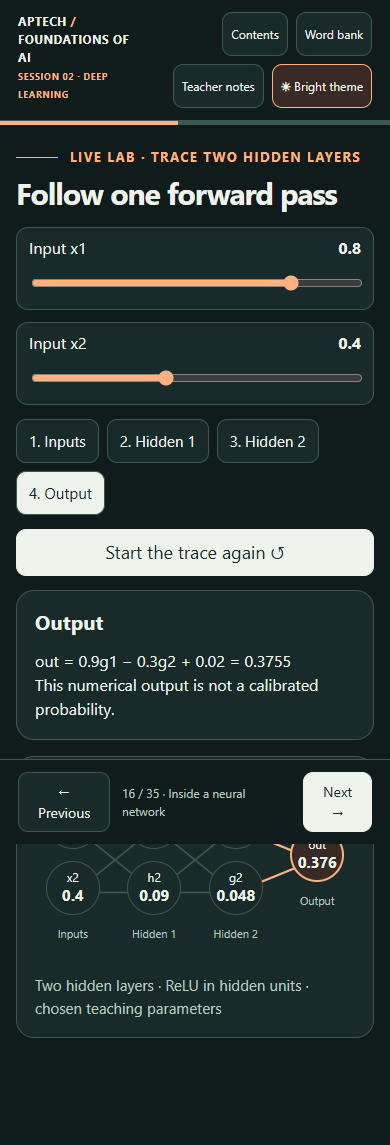 APTECH /
FOUNDATIONS OF
AI
SESSION 02 · DEEP
LEARNING
Contents
Word bank
Teacher notes
☀ Bright theme
LIVE LAB · TRACE TWO HIDDEN LAYERS
Follow one forward pass
Input x1
0.8
Input x2
0.4
1. Inputs
2. Hidden 1
3. Hidden 2
4. Output
Start the trace again ↺
Output
out = 0.9g1 − 0.3g2 + 0.02 = 0.3755
This numerical output is not a calibrated
probability.
←
Previous
16 / 35 · Inside a neural
network
Next
→
out
0.376
x2
0.4
h2
0.09
g2
0.048
Output
Inputs
Hidden 1
Hidden 2
Two hidden layers · ReLU in hidden units ·
chosen teaching parameters